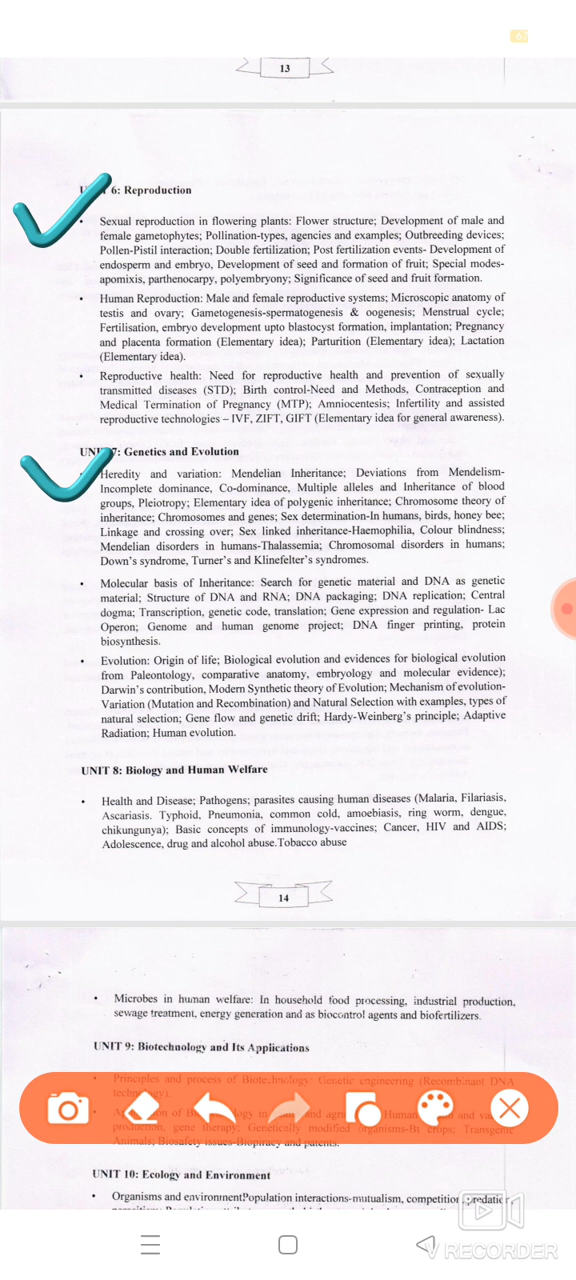 13
6: Reproduction
Sexual reproduction in flowering plants: Flower structure; Development of male and
female gametophytes; Pollination-types, agencies and examples; Outbreeding devices;
Pollen-Pistil interaction; Double fertilization; Post fertilization events- Development of
endosperm and embryo, Development of seed and formation of fruit; Special modes-
apomixis, parthenocarpy, polyembryony; Significance of seed and fruit formation.
• Human Reproduction: Male and female reproductive systems; Microscopic anatomy of
testis and ovary; Gametogenesis-spermatogenesis & oogenesis; Menstrual cycle;
Fertilisation, embryo development upto blastocyst formation, implantation; Pregnancy
and placenta formation (Elementary idea); Parturition (Elementary idea); Lactation
(Elementary idea).
• Reproductive health: Need for reproductive health and prevention of sexually
transmitted diseases (STD); Birth control-Need and Methods, Contraception and
Medical Termination of Pregnancy (MTP); Amniocentesis; Infertility and assisted
reproductive technologies – IVF, ZIFT, GIFT (Elementary idea for general awareness).
7: Genetics and Evolution
Heredity and variation: Mendelian Inheritance; Deviations from Mendelism-
Incomplete dominance, Co-dominance, Multiple alleles and Inheritance of blood
groups, Pleiotropy; Elementary idea of polygenic inheritance; Chromosome theory of
inheritance; Chromosomes and genes; Sex determination-In humans, birds, honey bee;
Linkage and crossing over; Sex linked inheritance-Haemophilia, Colour blindness;
Mendelian disorders in humans-Thalassemia; Chromosomal disorders in humans;
Down's syndrome, Turner's and Klinefelter's syndromes.
• Molecular basis of Inheritance: Search for genetic material and DNA as genetic
material; Structure of DNA and RNA; DNA packaging; DNA replication; Central
dogma; Transcription, genetic code, translation; Gene expression and regulation- Lac
Operon; Genome and human genome project; DNA finger printing, protein
biosynthesis.
• Evolution: Origin of life; Biological evolution and evidences for biological evolution
from Paleontology, comparative anatomy, embryology and molecular evidence);
Darwin's contribution, Modern Synthetic theory of Evolution; Mechanism of evolution-
Variation (Mutation and Recombination) and Natural Selection with examples, types of
natural selection; Gene flow and genetic drift; Hardy-Weinberg's principle; Adaptive
Radiation; Human evolution.
UNIT 8: Biology and Human Welfare
• Health and Disease; Pathogens; parasites causing human diseases (Malaria, Filariasis,
Ascariasis. Typhoid, Pneumonia, common cold, amoebiasis, ring worm, dengue,
chikungunya); Basic concepts of immunology-vaccines; Cancer, HIV and AIDS;
Adolescence, drug and alcohol abuse.Tobacco abuse
14
• Microbes in human welfare: In household food processing, industrial production,
sewage treatment, energy generation and as biocontrol agents and biofertilizers.
UNIT 9: Biotechnology and Its Applications
• Principles and process of Biotechnology: Genetic engineering (Recombinant DNA
of
production, gene therapy; Genetically modified organisms-Bt crops; Transgenic
Animals; Biosafety issues-Biopiracy and patents.
UNIT 10: Ecology and Environment
• Organisms and environmentPopulation interactions-mutualism, competition,
V RECORDER